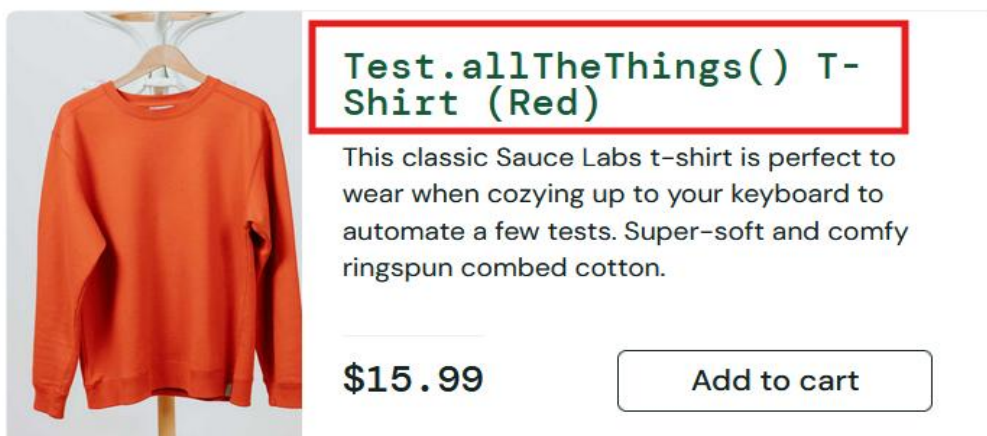 Test.allTheThings() T-
Shirt (Red)
This classic Sauce Labs t-shirt is perfect to
wear when cozying up to your keyboard to
automate a few tests. Super-soft and comfy
ringspun combed cotton.
$15.99
Add to cart